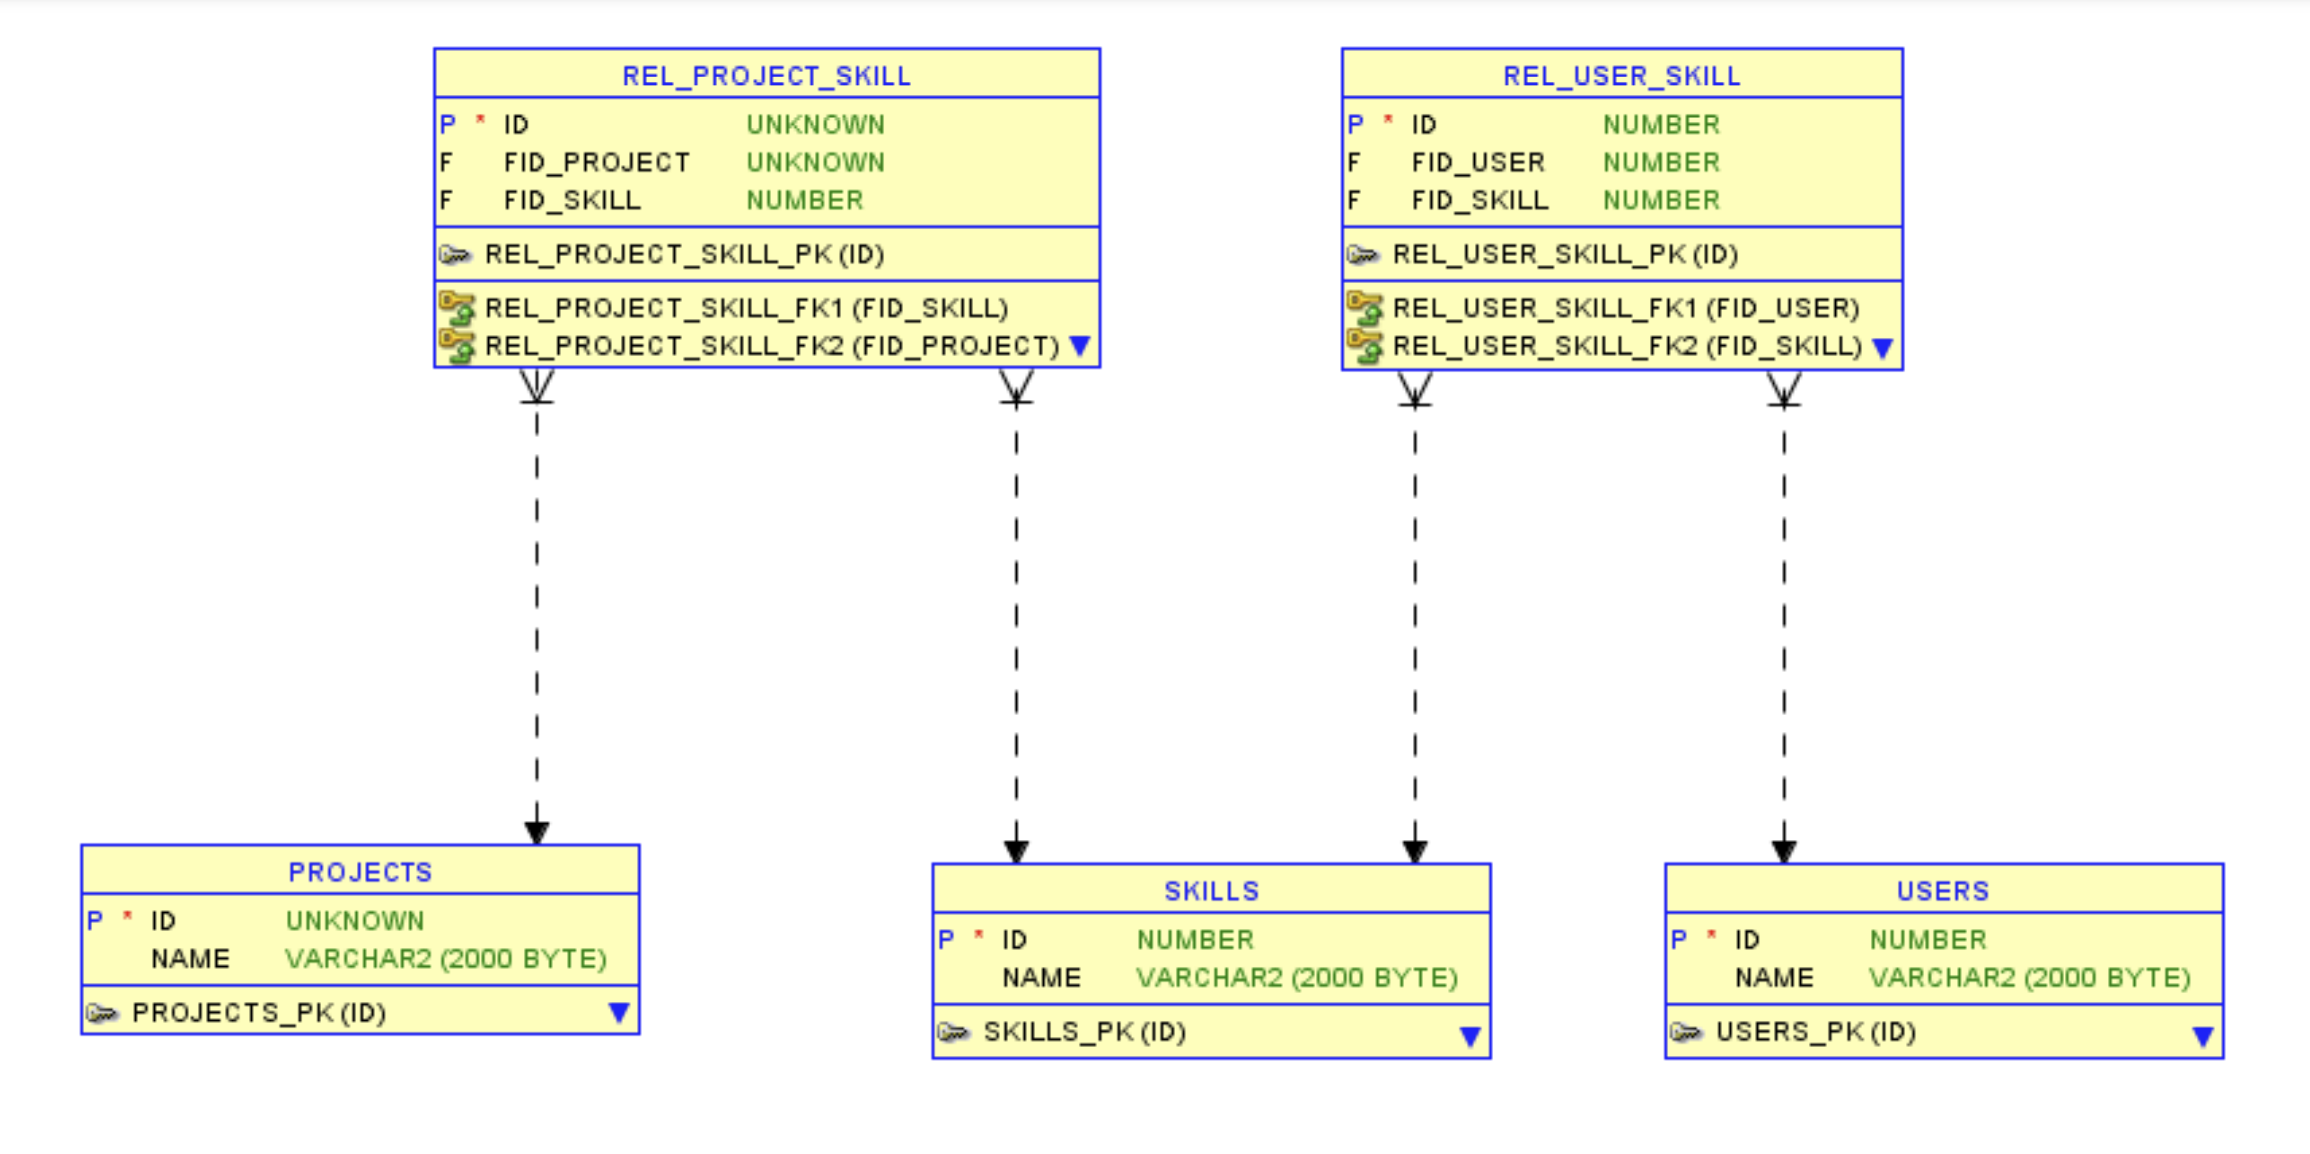 REL_PROJECT_SKILL
P * ID UNKNOWN
F FID_PROJECT UNKNOWN
F FID_SKILL NUMBER
REL_PROJECT_SKILL_PK (ID)
REL_PROJECT_SKILL_FK1 (FID_SKILL)
REL_PROJECT_SKILL_FK2 (FID_PROJECT)
REL_USER_SKILL
P * ID NUMBER
F FID_USER NUMBER
F FID_SKILL NUMBER
REL_USER_SKILL_PK (ID)
REL_USER_SKILL_FK1 (FID_USER)
REL_USER_SKILL_FK2 (FID_SKILL)
PROJECTS
P * ID UNKNOWN
NAME VARCHAR2 (2000 BYTE)
PROJECTS_PK (ID)
SKILLS
P * ID NUMBER
NAME VARCHAR2 (2000 BYTE)
SKILLS_PK (ID)
USERS
P * ID NUMBER
NAME VARCHAR2 (2000 BYTE)
USERS_PK (ID)